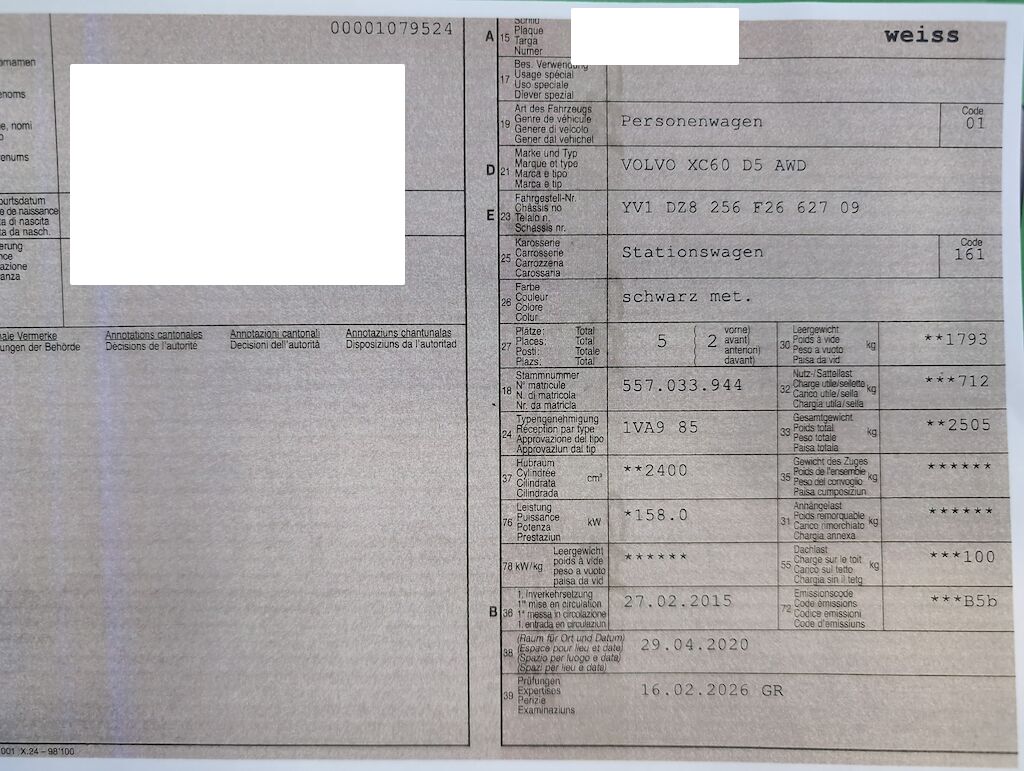 00001079524
enoms
e, nomi
enums
e de naissance
a di nascita
a da nasch.
azione
anza
ungen der Behörde
Annotations cantonales
Décisions de l'autorité
Annotazioni cantonali
Decisioni dell'autorità
Annotaziuns chantunalas
Disposiziuns da l'autoritad
001 X.24 – 98'100
A 15 Schild
Plaque
Targa
Numer
weiss
17 Bes. Verwendung
Usage spécial
Uso speciale
Diever spezial
19 Art des Fahrzeugs
Genre de véhicule
Genere di veicolo
Gener dal vehichel
Personenwagen
Code
01
D 21 Marke und Typ
Marque et type
Marca e tipo
Marca e tip
VOLVO XC60 D5 AWD
E 23 Fahrgestell-Nr.
Châssis no
Telaio n.
Schassis nr.
YV1 DZ8 256 F26 627 09
25 Karosserie
Carrosserie
Carrozzeria
Carossaria
Stationswagen
Code
161
26 Farbe
Couleur
Colore
Colur
schwarz met.
27 Plätze: Total
Places: Total
Posti: Totale
Plazs: Total
5 ( 2 vorne)
avant)
anteriori)
davant)
30 Leergewicht
Poids à vide
Peso a vuoto
Paisa da vid
kg
**1793
18 Stammnummer
N° matricule
N. di matricola
Nr. da matricla
557.033.944
32 Nutz-/Sattellast
Charge utile/sellette
Carico utile/sella
Chargia utila/sella
kg
***712
24 Typengenehmigung
Réception par type
Approvazione del tipo
Approvaziun dal tip
1VA9 85
33 Gesamtgewicht
Poids total
Peso totale
Paisa totala
kg
**2505
37 Hubraum
Cylindrée
Cilindrata
Cilindrada
cm³
**2400
35 Gewicht des Zuges
Poids de l'ensemble
Peso del convoglio
Paisa cumposiziun
kg
******
76 Leistung
Puissance
Potenza
Prestaziun
kW
*158.0
31 Anhängelast
Poids remorquable
Carico rimorchiato
Chargia annexa
kg
******
78 kW/kg
Leergewicht
poids à vide
peso a vuoto
paisa da vid
******
55 Dachlast
Charge sur le toit
Carico sul tetto
Chargia sin il tetg
kg
***100
B 36 1. Inverkehrsetzung
1re mise en circulation
1a messa in circolazione
1. entrada en circulaziun
27.02.2015
72 Emissionscode
Code émissions
Codice emissioni
Code d'emissiuns
***B5b
38 (Raum für Ort und Datum)
(Espace pour lieu et date)
(Spazio per luogo e data)
(Spazi per lieu e data)
29.04.2020
39 Prüfungen
Expertises
Perizie
Examinaziuns
16.02.2026 GR